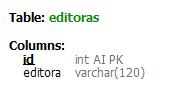 Table: editoras
Columns:
id int AI PK
editora varchar(120)